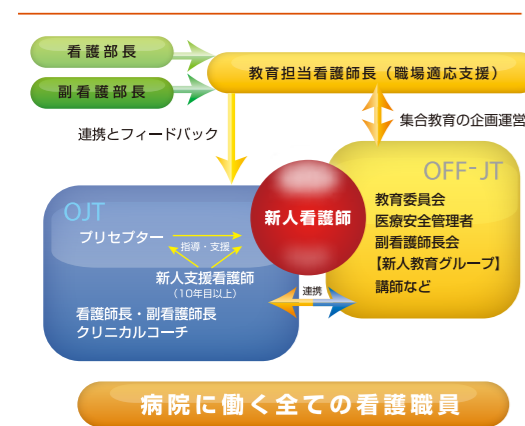 看護部長
副看護部長
教育担当看護師長（職場適応支援）
連携とフィードバック
集合教育の企画運営
OJT
プリセプター
指導・支援
新人支援看護師
（10年目以上）
看護師長・副看護師長
クリニカルコーチ
新人看護師
連携
OFF-JT
教育委員会
医療安全管理者
副看護師長会
【新人教育グループ】
講師など
病院に働く全ての看護職員